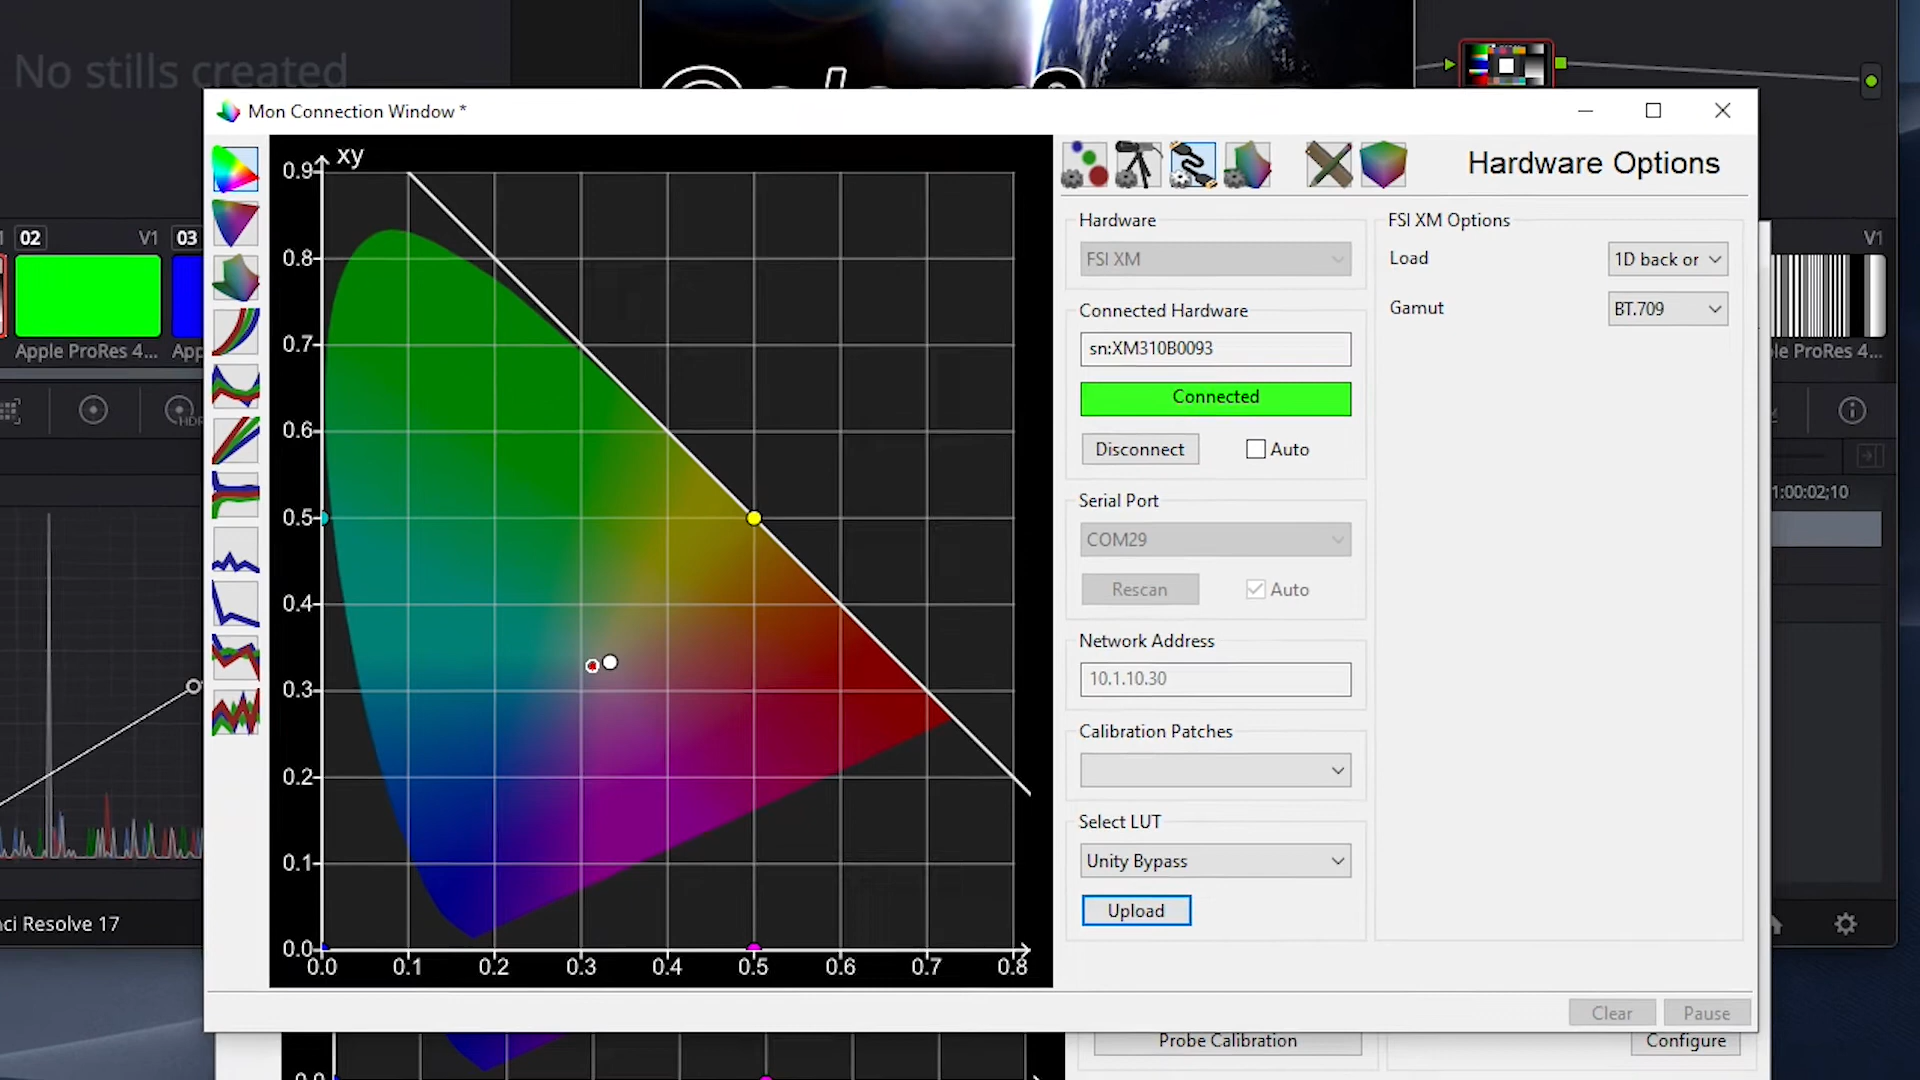 No stills created
Mon Connection Window *
02
V1
03
V1
Apple ProRes 4...
ProRes 4...
HDR
xy
0.9
0.8
0.7
0.6
0.5
0.4
0.3
0.2
0.1
0.0
0.0 0.1 0.2 0.3 0.4 0.5 0.6 0.7 0.8
Hardware Options
Hardware
FSI XM
Connected Hardware
sn:XM310B0093
Connected
Disconnect
Auto
Serial Port
COM29
Rescan
Auto
Network Address
10.1.10.30
Calibration Patches
Select LUT
Unity Bypass
Upload
FSI XM Options
Load
1D back or
Gamut
BT.709
1:00:02;10
ci Resolve 17
Clear
Pause
Probe Calibration
Configure